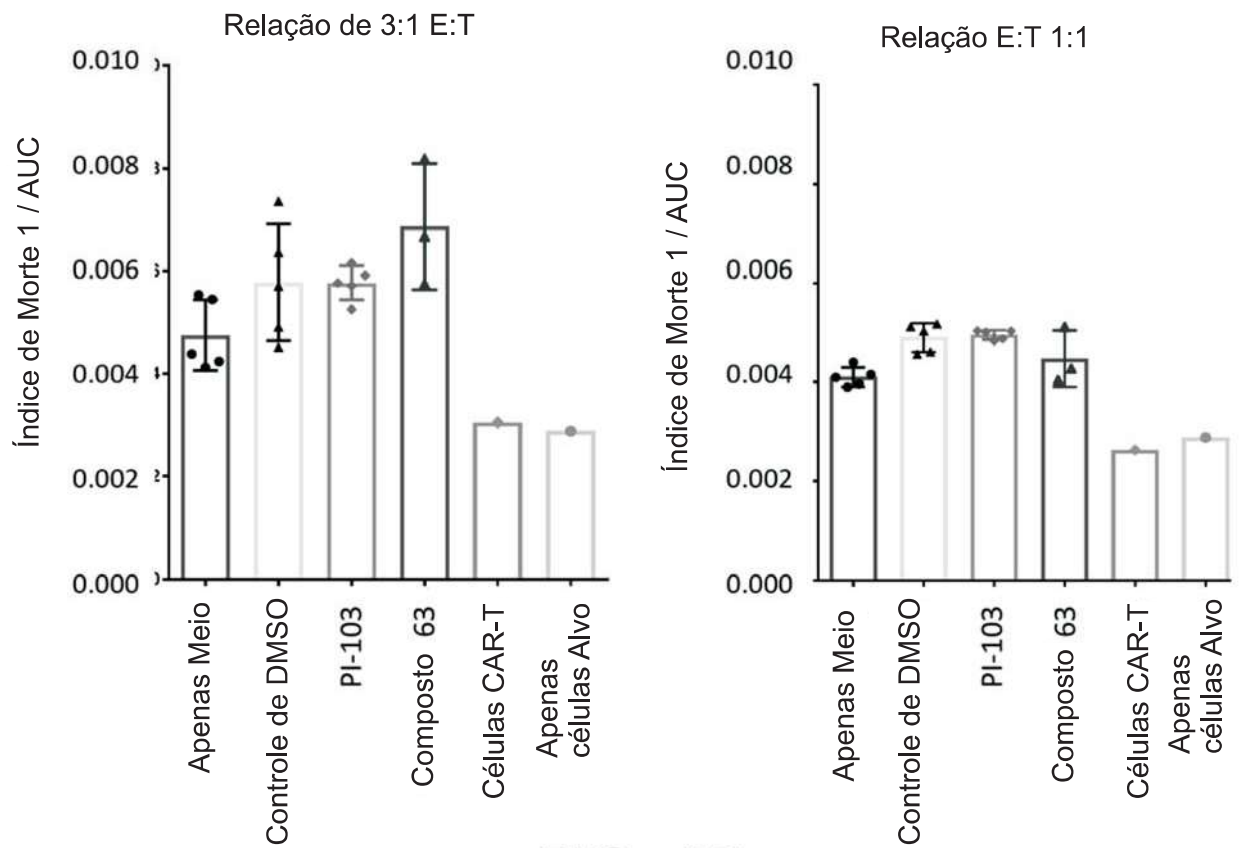 Relação de 3:1 E:T
Índice de Morte 1 / AUC
0.010
0.008
0.006
0.004
0.002
0.000
Apenas Meio
Controle de DMSO
PI-103
Composto 63
Células CAR-T
Apenas
células Alvo
Relação E:T 1:1
Índice de Morte 1 / AUC
0.010
0.008
0.006
0.004
0.002
0.000
Apenas Meio
Controle de DMSO
PI-103
Composto 63
Células CAR-T
Apenas
células Alvo